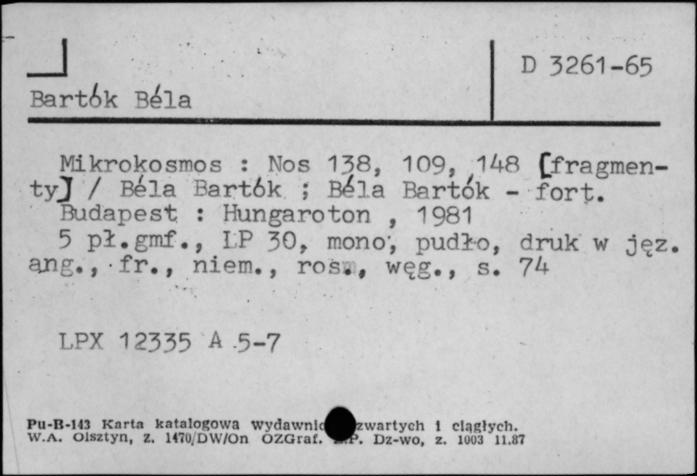 D 3261-65
Bartók Béla
Mikrokosmos : Nos 138, 109, 148 [fragmen-
ty] / Béla Bartók ; Béla Bartók - fort.
Budapest : Hungaroton , 1981
5 pł.gmf., LP 30, mono, pudło, druk w jęz.
ang., fr., niem., ros., węg., s. 74
LPX 12335 A 5-7
Pu-B-143 Karta katalogowa wydawnic zwartych i ciągłych.
W.A. Olsztyn, z. 1470/DW/On OZGraf. P. Dz-wo, z. 1003 11.87